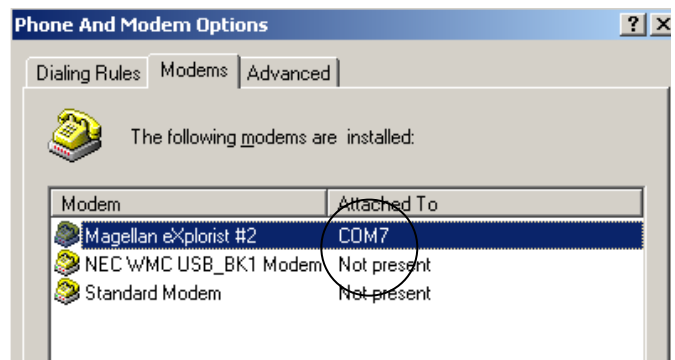 Phone And Modem Options ? X
Dialing Rules Modems Advanced
The following modems are installed:
Modem Attached To
Magellan eXplorist #2 COM7
NEC WMC USB_BK1 Modem Not present
Standard Modem Not present